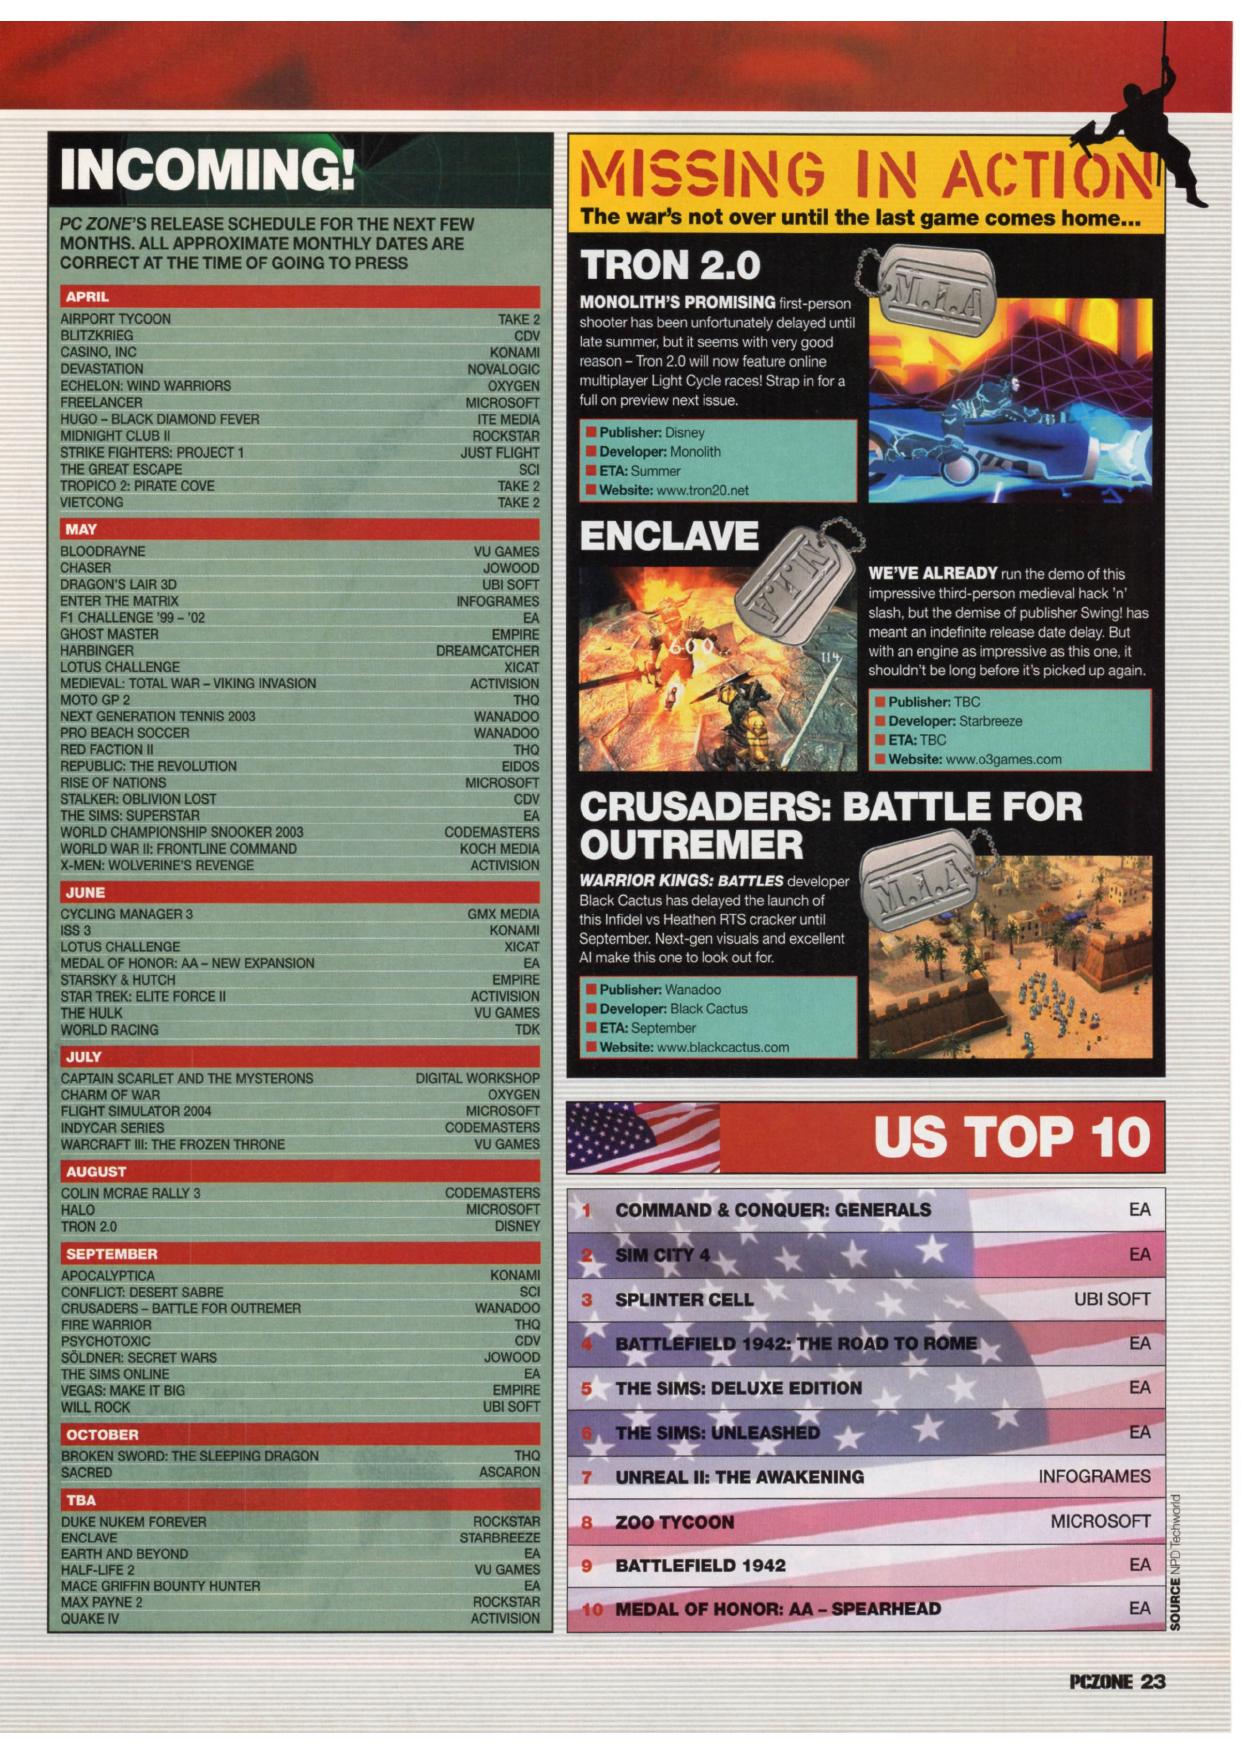 INCOMING!
PC ZONE'S RELEASE SCHEDULE FOR THE NEXT FEW
MONTHS. ALL APPROXIMATE MONTHLY DATES ARE
CORRECT AT THE TIME OF GOING TO PRESS
APRIL
AIRPORT TYCOON TAKE 2
BLITZKRIEG CDV
CASINO, INC KONAMI
DEVASTATION NOVALOGIC
ECHELON: WIND WARRIORS OXYGEN
FREELANCER MICROSOFT
HUGO – BLACK DIAMOND FEVER ITE MEDIA
MIDNIGHT CLUB II ROCKSTAR
STRIKE FIGHTERS: PROJECT 1 JUST FLIGHT
THE GREAT ESCAPE SCI
TROPICO 2: PIRATE COVE TAKE 2
VIETCONG TAKE 2
MAY
BLOODRAYNE VU GAMES
CHASER JOWOOD
DRAGON'S LAIR 3D UBI SOFT
ENTER THE MATRIX INFOGRAMES
F1 CHALLENGE '99 – '02 EA
GHOST MASTER EMPIRE
HARBINGER DREAMCATCHER
LOTUS CHALLENGE XICAT
MEDIEVAL: TOTAL WAR – VIKING INVASION ACTIVISION
MOTO GP 2 THQ
NEXT GENERATION TENNIS 2003 WANADOO
PRO BEACH SOCCER WANADOO
RED FACTION II THQ
REPUBLIC: THE REVOLUTION EIDOS
RISE OF NATIONS MICROSOFT
STALKER: OBLIVION LOST CDV
THE SIMS: SUPERSTAR EA
WORLD CHAMPIONSHIP SNOOKER 2003 CODEMASTERS
WORLD WAR II: FRONTLINE COMMAND KOCH MEDIA
X-MEN: WOLVERINE'S REVENGE ACTIVISION
JUNE
CYCLING MANAGER 3 GMX MEDIA
ISS 3 KONAMI
LOTUS CHALLENGE XICAT
MEDAL OF HONOR: AA – NEW EXPANSION EA
STARSKY & HUTCH EMPIRE
STAR TREK: ELITE FORCE II ACTIVISION
THE HULK VU GAMES
WORLD RACING TDK
JULY
CAPTAIN SCARLET AND THE MYSTERONS DIGITAL WORKSHOP
CHARM OF WAR OXYGEN
FLIGHT SIMULATOR 2004 MICROSOFT
INDYCAR SERIES CODEMASTERS
WARCRAFT III: THE FROZEN THRONE VU GAMES
AUGUST
COLIN MCRAE RALLY 3 CODEMASTERS
HALO MICROSOFT
TRON 2.0 DISNEY
SEPTEMBER
APOCALYPTICA KONAMI
CONFLICT: DESERT SABRE SCI
CRUSADERS – BATTLE FOR OUTREMER WANADOO
FIRE WARRIOR THQ
PSYCHOTOXIC CDV
SÖLDNER: SECRET WARS JOWOOD
THE SIMS ONLINE EA
VEGAS: MAKE IT BIG EMPIRE
WILL ROCK UBI SOFT
OCTOBER
BROKEN SWORD: THE SLEEPING DRAGON THQ
SACRED ASCARON
TBA
DUKE NUKEM FOREVER ROCKSTAR
ENCLAVE STARBREEZE
EARTH AND BEYOND EA
HALF-LIFE 2 VU GAMES
MACE GRIFFIN BOUNTY HUNTER EA
MAX PAYNE 2 ROCKSTAR
QUAKE IV ACTIVISION
MISSING IN ACTION
The war's not over until the last game comes home...
TRON 2.0
M.I.A
MONOLITH'S PROMISING first-person
shooter has been unfortunately delayed until
late summer, but it seems with very good
reason – Tron 2.0 will now feature online
multiplayer Light Cycle races! Strap in for a
full on preview next issue.
Publisher: Disney
Developer: Monolith
ETA: Summer
Website: www.tron20.net
ENCLAVE
M.I.A
600
114
WE'VE ALREADY run the demo of this
impressive third-person medieval hack 'n'
slash, but the demise of publisher Swing! has
meant an indefinite release date delay. But
with an engine as impressive as this one, it
shouldn't be long before it's picked up again.
Publisher: TBC
Developer: Starbreeze
ETA: TBC
Website: www.o3games.com
CRUSADERS: BATTLE FOR
OUTREMER
M.I.A
WARRIOR KINGS: BATTLES developer
Black Cactus has delayed the launch of
this Infidel vs Heathen RTS cracker until
September. Next-gen visuals and excellent
AI make this one to look out for.
Publisher: Wanadoo
Developer: Black Cactus
ETA: September
Website: www.blackcactus.com
US TOP 10
1 COMMAND & CONQUER: GENERALS EA
2 SIM CITY 4 EA
3 SPLINTER CELL UBI SOFT
4 BATTLEFIELD 1942: THE ROAD TO ROME EA
5 THE SIMS: DELUXE EDITION EA
6 THE SIMS: UNLEASHED EA
7 UNREAL II: THE AWAKENING INFOGRAMES
8 ZOO TYCOON MICROSOFT
9 BATTLEFIELD 1942 EA
10 MEDAL OF HONOR: AA – SPEARHEAD EA
SOURCE NPD Techworld
PCZONE 23